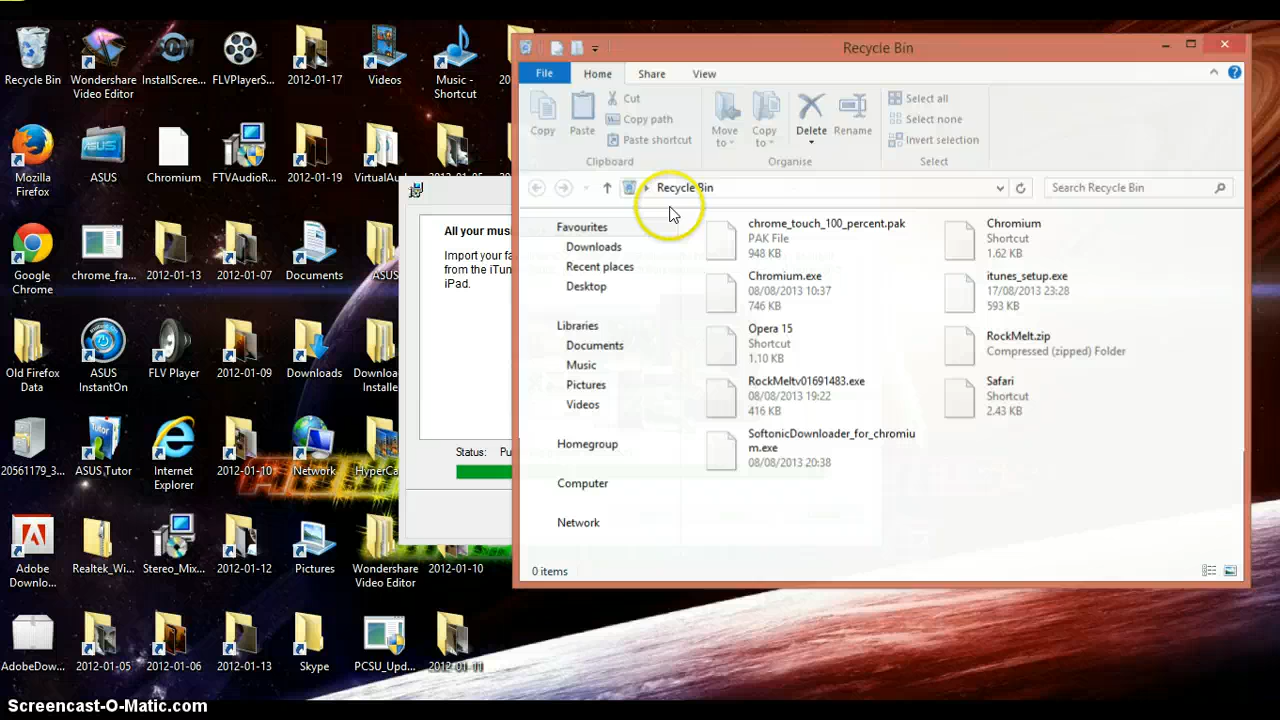 Recycle Bin
Wondershare
Video Editor
InstallScree...
FLVPlayerS...
2012-01-17
Videos
Music -
Shortcut
Mozilla
Firefox
ASUS
Chromium
FTVAudioR...
2012-01-19
VirtualAu...
Google
Chrome
chrome_fra...
2012-01-13
2012-01-07
Documents
ASUS
Old Firefox
Data
ASUS
InstantOn
FLV Player
2012-01-09
Downloads
Downloa
Installe
20561179_3...
ASUS Tutor
Internet
Explorer
2012-01-10
Network
HyperCa
Adobe
Downlo...
Realtek_Wi...
Stereo_Mix...
2012-01-12
Pictures
Wondershare
Video Editor
2012-01-10
AdobeDow...
2012-01-05
2012-01-06
2012-01-13
Skype
PCSU_Upd...
2012-01-11
All your musi
Import your fa
from the iTun
iPad.
Status:
Pu
Recycle Bin
File
Home
Share
View
Copy
Paste
Cut
Copy path
Paste shortcut
Clipboard
Move
to
Copy
to
Delete
Rename
Organise
Select all
Select none
Invert selection
Select
Recycle Bin
Search Recycle Bin
Favourites
Downloads
Recent places
Desktop
Libraries
Documents
Music
Pictures
Videos
Homegroup
Computer
Network
chrome_touch_100_percent.pak
PAK File
948 KB
Chromium
Shortcut
1.62 KB
Chromium.exe
08/08/2013 10:37
746 KB
itunes_setup.exe
17/08/2013 23:28
593 KB
Opera 15
Shortcut
1.10 KB
RockMelt.zip
Compressed (zipped) Folder
RockMeltv01691483.exe
08/08/2013 19:22
416 KB
Safari
Shortcut
2.43 KB
SoftonicDownloader_for_chromiu
m.exe
08/08/2013 20:38
0 items
Screencast-O-Matic.com